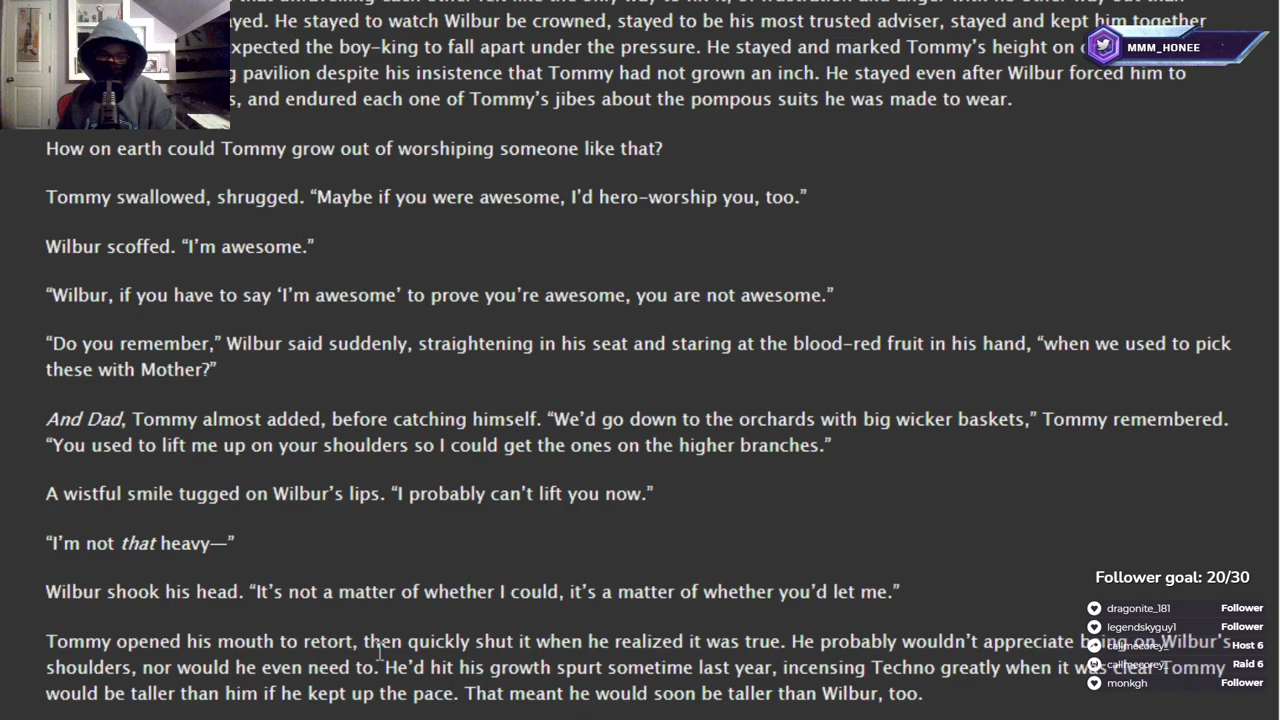 yed. He stayed to watch Wilbur be crowned, stayed to be his most trusted adviser, stayed and kept him together
xpected the boy-king to fall apart under the pressure. He stayed and marked Tommy's height on
MMM_HONEE
g pavilion despite his insistence that Tommy had not grown an inch. He stayed even after Wilbur forced him to
s, and endured each one of Tommy's jibes about the pompous suits he was made to wear.
How on earth could Tommy grow out of worshiping someone like that?
Tommy swallowed, shrugged. “Maybe if you were awesome, I'd hero-worship you, too.”
Wilbur scoffed. “I'm awesome.”
“Wilbur, if you have to say ‘I'm awesome’ to prove you're awesome, you are not awesome.”
“Do you remember,” Wilbur said suddenly, straightening in his seat and staring at the blood-red fruit in his hand, “when we used to pick
these with Mother?”
And Dad, Tommy almost added, before catching himself. “We'd go down to the orchards with big wicker baskets,” Tommy remembered.
“You used to lift me up on your shoulders so I could get the ones on the higher branches.”
A wistful smile tugged on Wilbur's lips. “I probably can't lift you now.”
“I'm not that heavy—”
Wilbur shook his head. “It's not a matter of whether I could, it's a matter of whether you'd let me.”
Follower goal: 20/30
dragonite_181 Follower
legendskyguy1 Follower
callmecorey_ Host 6
callmecorey_ Raid 6
monkgh Follower
Tommy opened his mouth to retort, then quickly shut it when he realized it was true. He probably wouldn't appreciate being on Wilbur's
shoulders, nor would he even need to. He'd hit his growth spurt sometime last year, incensing Techno greatly when it was clear Tommy
would be taller than him if he kept up the pace. That meant he would soon be taller than Wilbur, too.